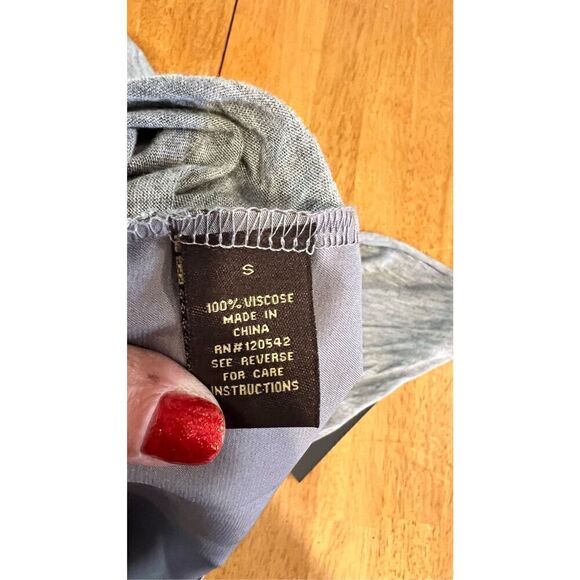 S
100% VISCOSE
MADE IN
CHINA
RN#120542
SEE REVERSE
FOR CARE
INSTRUCTIONS